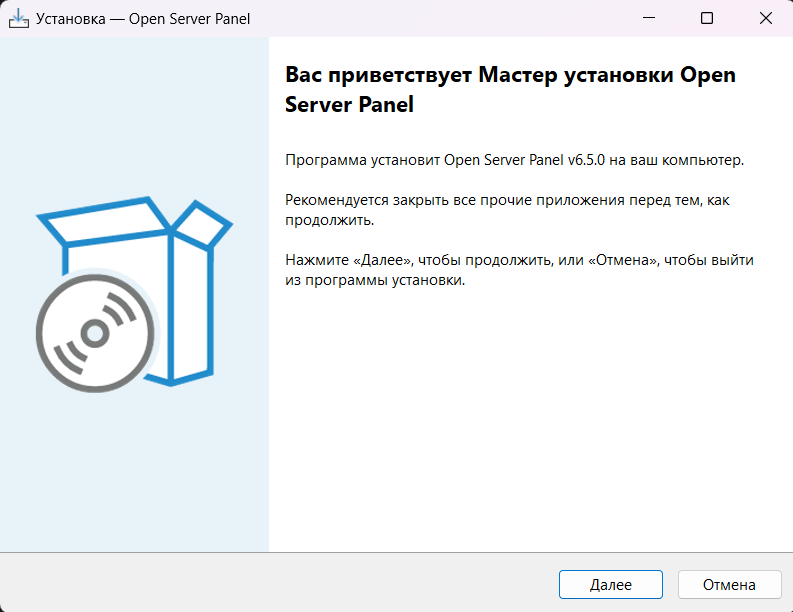 Установка — Open Server Panel
Вас приветствует Мастер установки Open
Server Panel
Программа установит Open Server Panel v6.5.0 на ваш компьютер.
Рекомендуется закрыть все прочие приложения перед тем, как
продолжить.
Нажмите «Далее», чтобы продолжить, или «Отмена», чтобы выйти
из программы установки.
Далее
Отмена